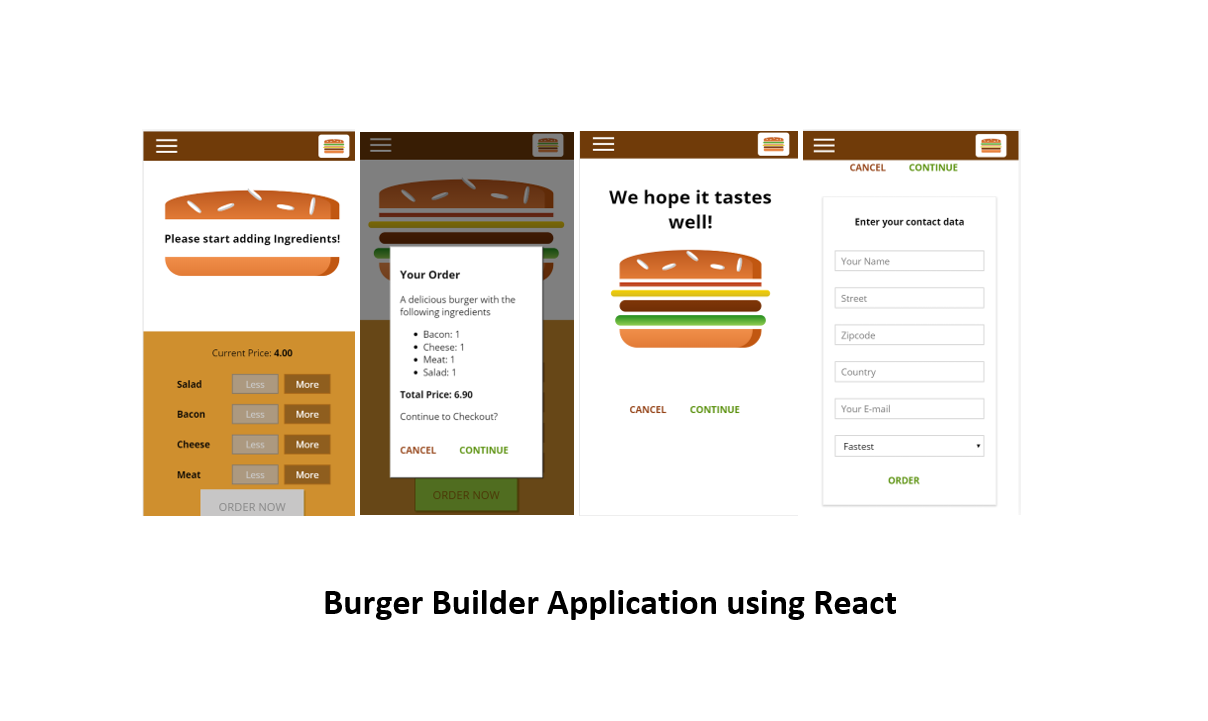 Please start adding Ingredients!
Current Price: 4.00
Salad Less More
Bacon Less More
Cheese Less More
Meat Less More
ORDER NOW
Your Order
A delicious burger with the
following ingredients
Bacon: 1
Cheese: 1
Meat: 1
Salad: 1
Total Price: 6.90
Continue to Checkout?
CANCEL CONTINUE
ORDER NOW
We hope it tastes
well!
CANCEL CONTINUE
CANCEL CONTINUE
Enter your contact data
Your Name
Street
Zipcode
Country
Your E-mail
Fastest
ORDER
Burger Builder Application using React